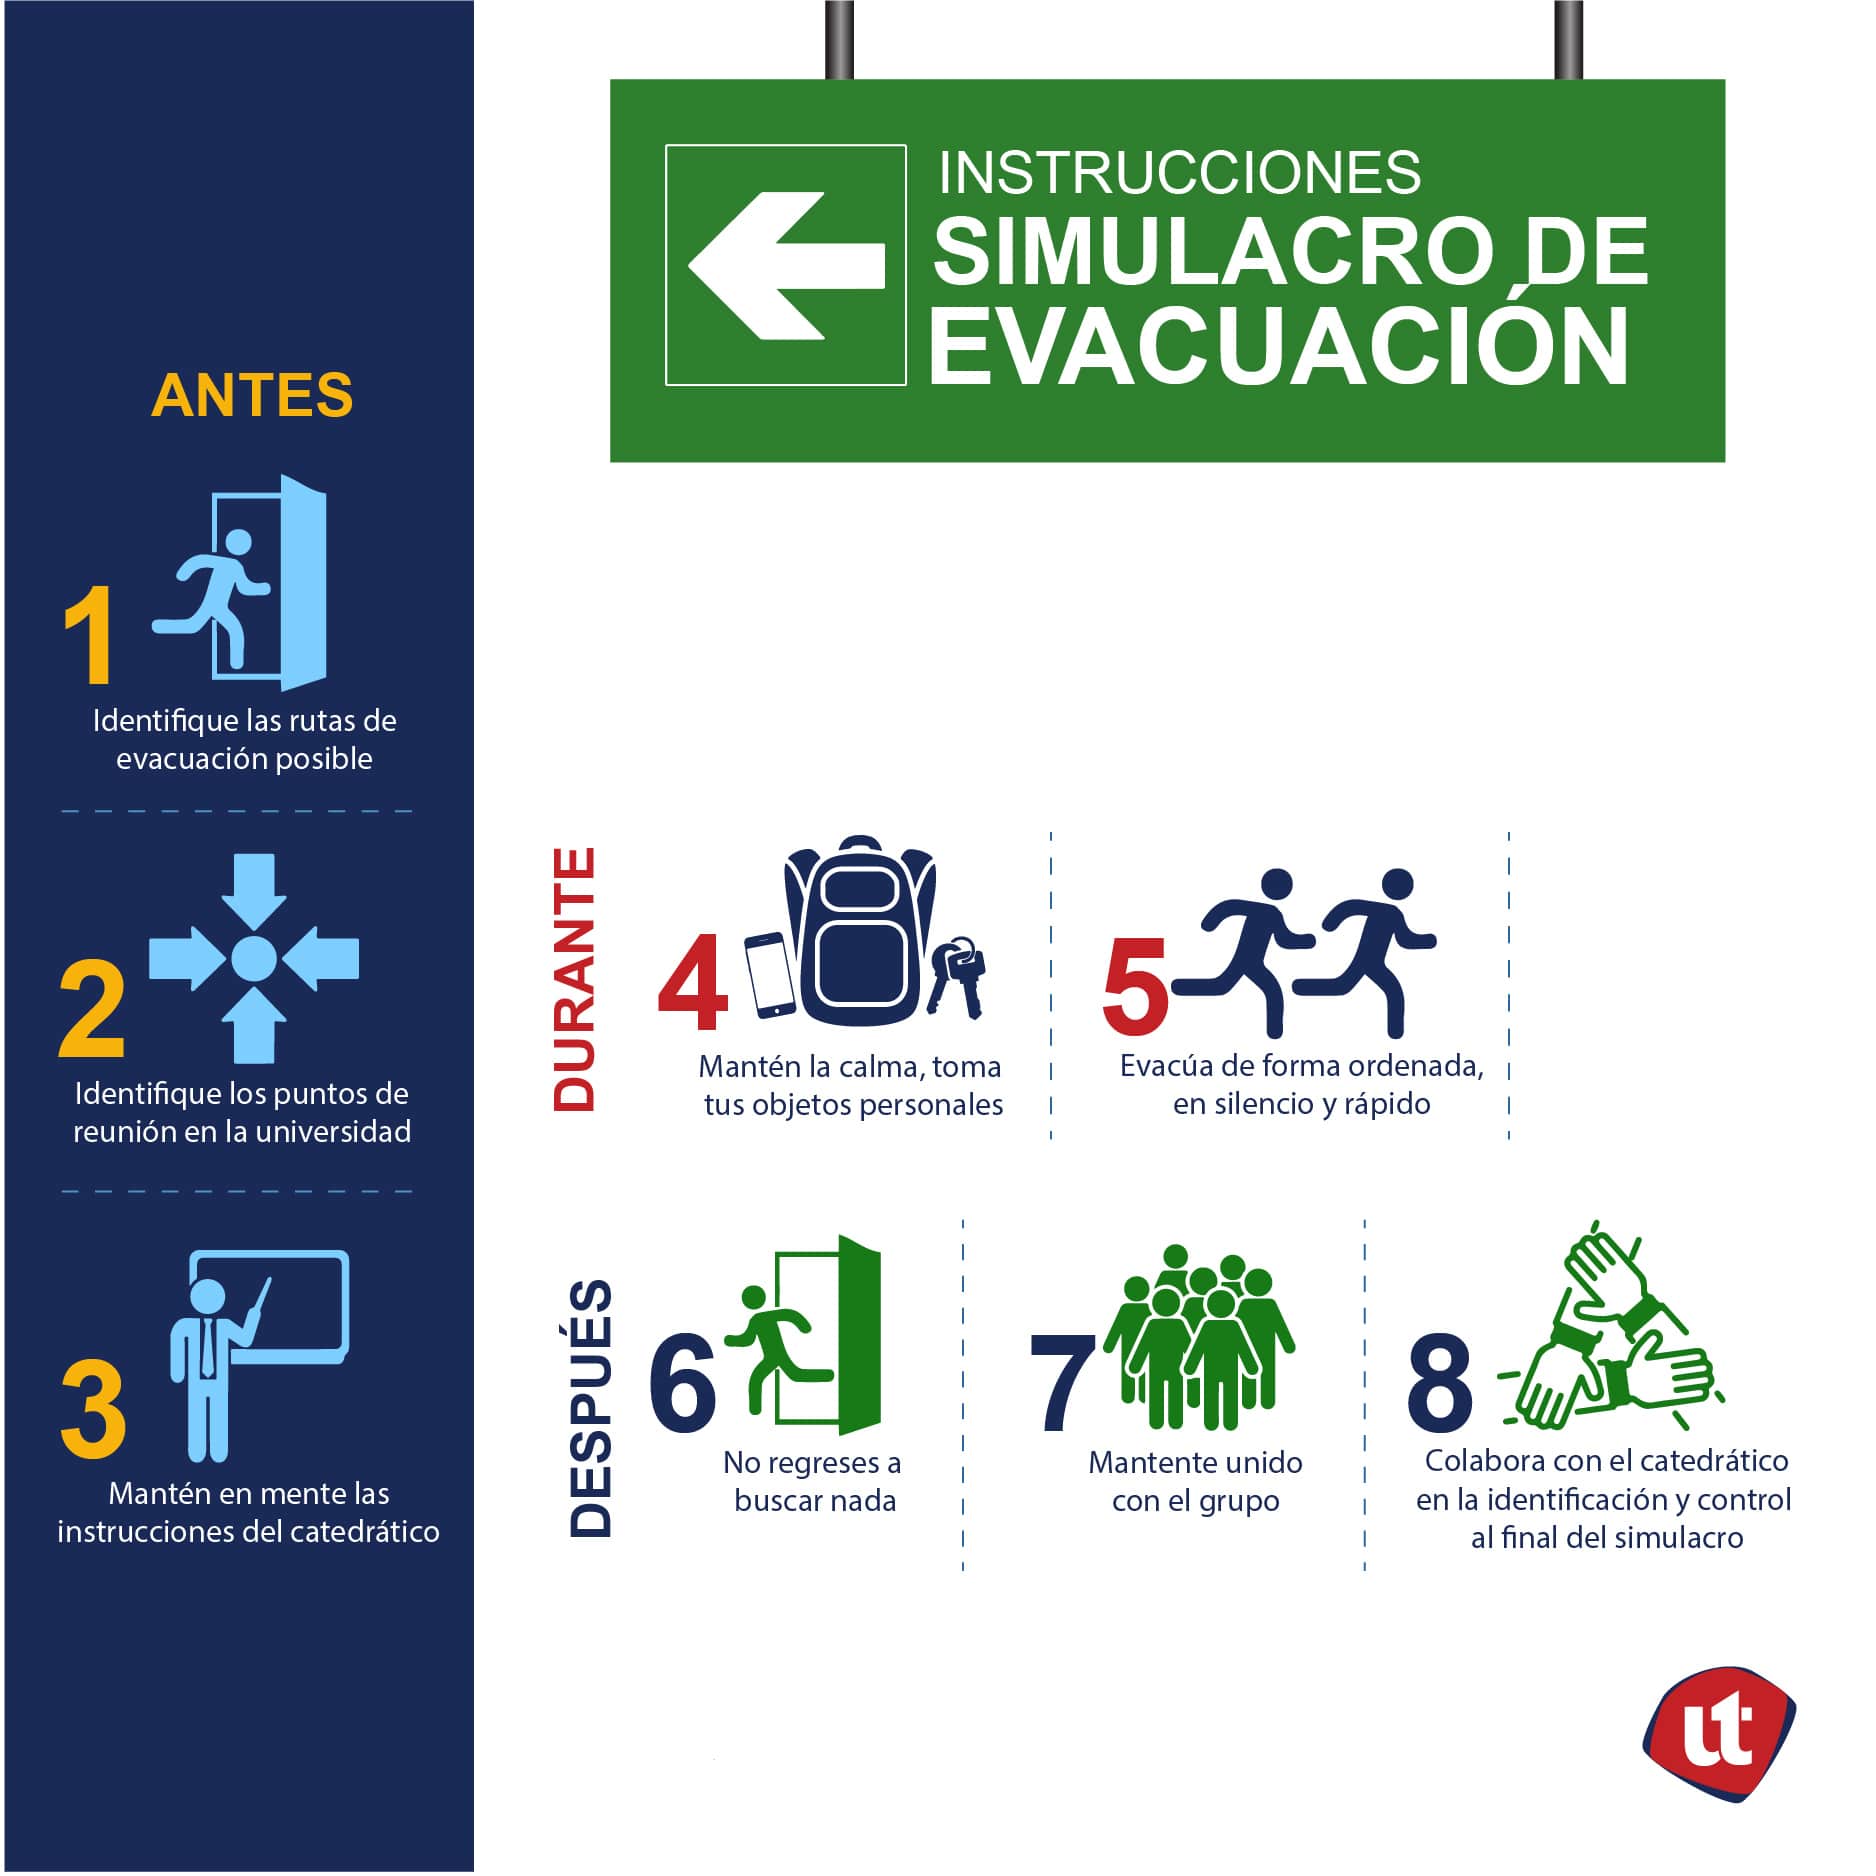 INSTRUCCIONES
SIMULACRO DE
EVACUACIÓN
ANTES
1
Identifique las rutas de
evacuación posible
2
Identifique los puntos de
reunión en la universidad
3
Mantén en mente las
instrucciones del catedrático
DURANTE
4
Mantén la calma, toma
tus objetos personales
5
Evacúa de forma ordenada,
en silencio y rápido
DESPUÉS
6
No regreses a
buscar nada
7
Mantente unido
con el grupo
8
Colabora con el catedrático
en la identificación y control
al final del simulacro
ut